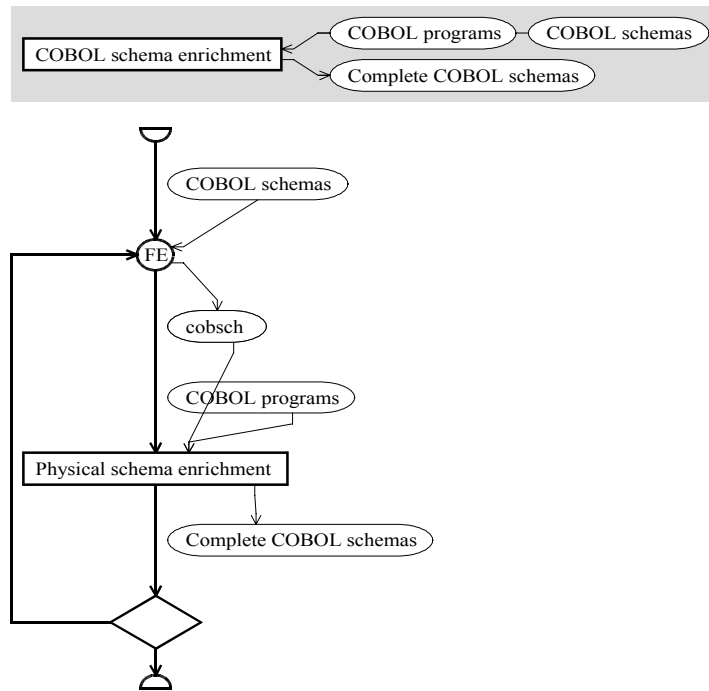 COBOL programs
COBOL schemas
COBOL schema enrichment
Complete COBOL schemas
COBOL schemas
FE
cobsch
COBOL programs
Physical schema enrichment
Complete COBOL schemas